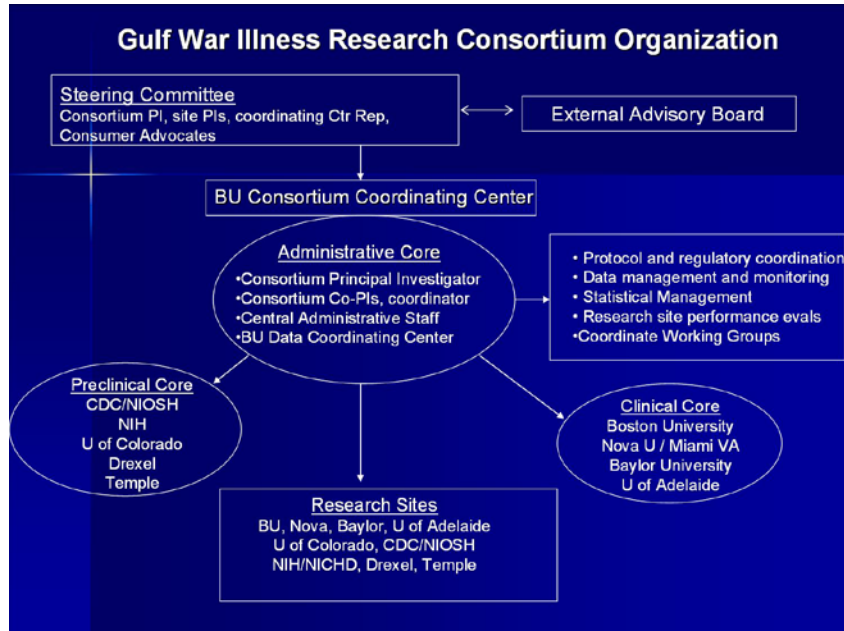 Gulf War Illness Research Consortium Organization
Steering Committee
Consortium PI, site PIs, coordinating Ctr Rep,
Consumer Advocates
External Advisory Board
BU Consortium Coordinating Center
Administrative Core
•Consortium Principal Investigator
•Consortium Co-PIs, coordinator
•Central Administrative Staff
•BU Data Coordinating Center
• Protocol and regulatory coordination
• Data management and monitoring
• Statistical Management
• Research site performance evals
•Coordinate Working Groups
Preclinical Core
CDC/NIOSH
NIH
U of Colorado
Drexel
Temple
Clinical Core
Boston University
Nova U / Miami VA
Baylor University
U of Adelaide
Research Sites
BU, Nova, Baylor, U of Adelaide
U of Colorado, CDC/NIOSH
NIH/NICHD, Drexel, Temple